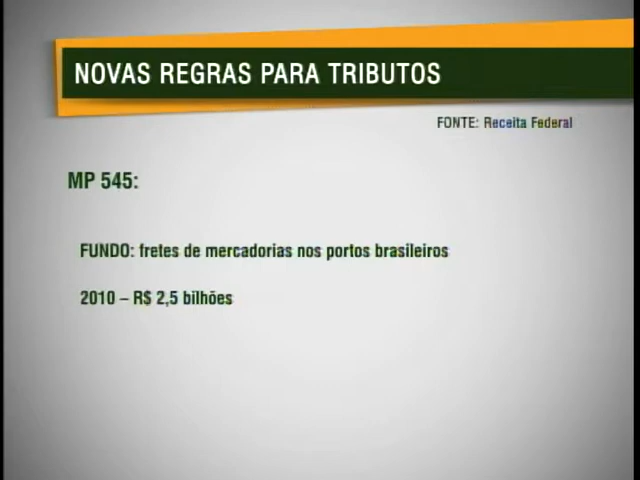 NOVAS REGRAS PARA TRIBUTOS
FONTE: Receita Federal
MP 545:
FUNDO: fretes de mercadorias nos portos brasileiros
2010 – R$ 2,5 bilhões